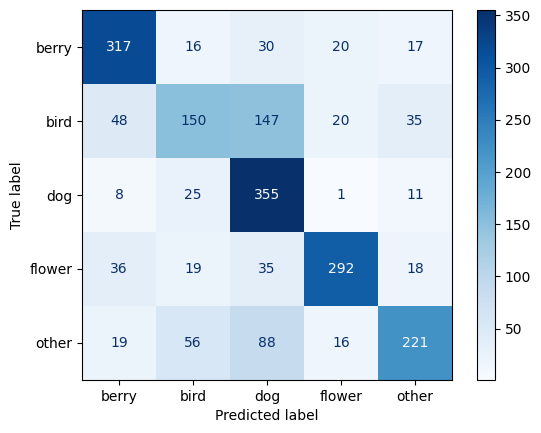 berry 317 16 30 20 17
bird 48 150 147 20 35
dog 8 25 355 1 11
flower 36 19 35 292 18
other 19 56 88 16 221
berry bird dog flower other
Predicted label
True label
350
300
250
200
150
100
50